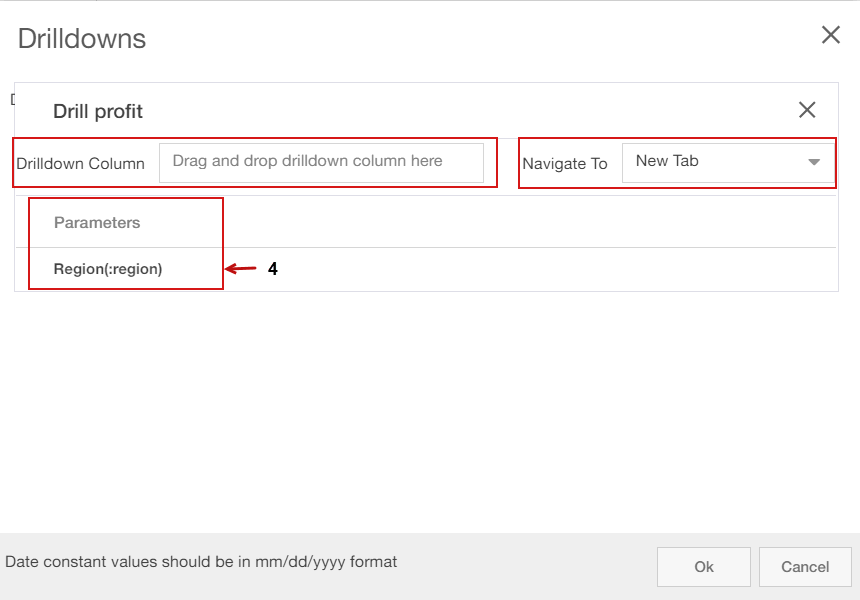 Drilldowns
Drill profit
Drilldown Column Drag and drop drilldown column here Navigate To New Tab
Parameters
Region(:region) 4
Date constant values should be in mm/dd/yyyy format
Ok Cancel